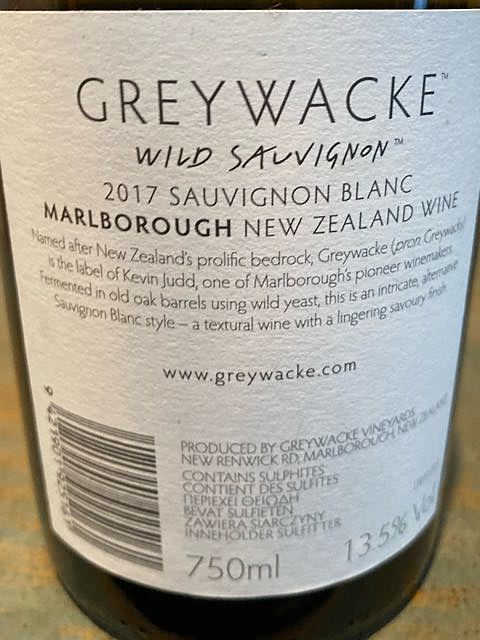 GREYWACKE™
WILD SAUVIGNON™
2017 SAUVIGNON BLANC
MARLBOROUGH NEW ZEALAND WINE
Named after New Zealand's prolific bedrock, Greywacke (pron. Greywacky)
is the label of Kevin Judd, one of Marlborough's pioneer winemakers.
Fermented in old oak barrels using wild yeast, this is an intricate, alternative
Sauvignon Blanc style – a textural wine with a lingering savoury finish.
www.greywacke.com
PRODUCED BY GREYWACKE VINEYARDS
NEW RENWICK RD, MARLBOROUGH, NEW ZEALAND
CONTAINS SULPHITES
CONTIENT DES SULFITES
ΠΕΡΙΕΧΕΙ ΘΕΙΩΔΗ
BEVAT SULFIETEN
ZAWIERA SIARCZYNY
INNEHOLDER SULFITTER
750ml
13.5% Vol